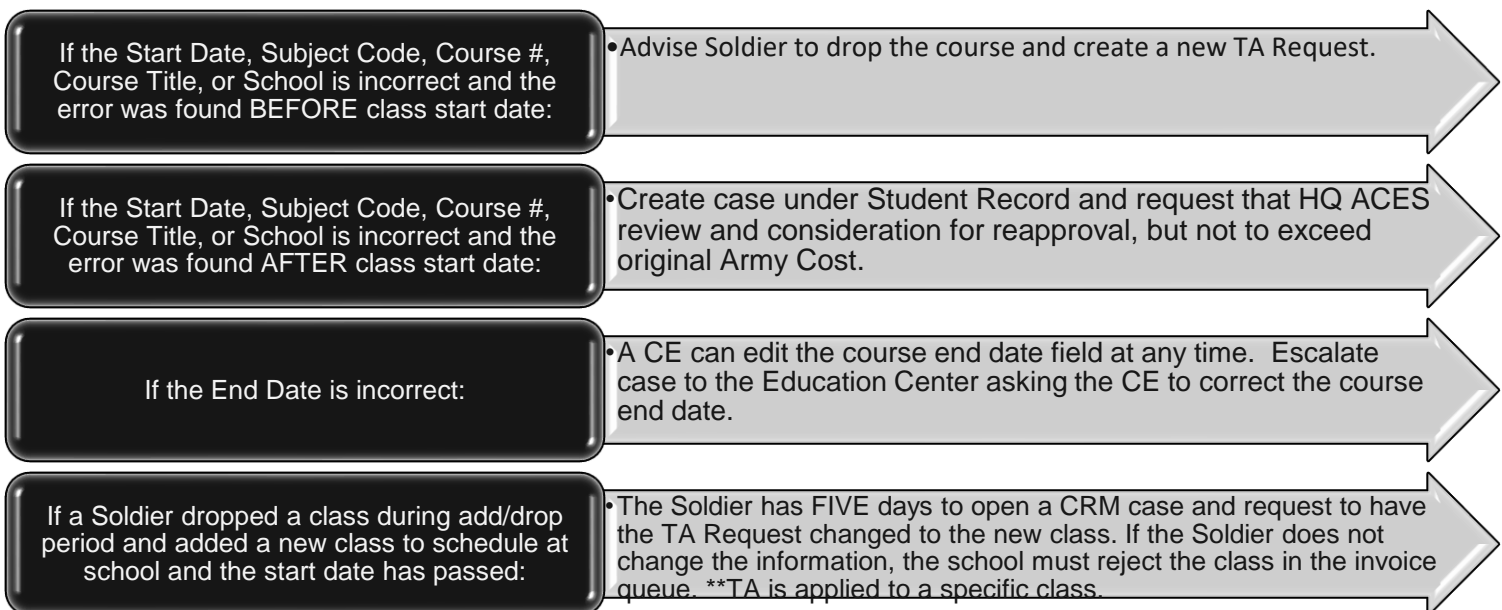 If the Start Date, Subject Code, Course #,
Course Title, or School is incorrect and the
error was found BEFORE class start date:
•Advise Soldier to drop the course and create a new TA Request.
If the Start Date, Subject Code, Course #,
Course Title, or School is incorrect and the
error was found AFTER class start date:
•Create case under Student Record and request that HQ ACES
review and consideration for reapproval, but not to exceed
original Army Cost.
If the End Date is incorrect:
•A CE can edit the course end date field at any time.  Escalate
case to the Education Center asking the CE to correct the course
end date.
If a Soldier dropped a class during add/drop
period and added a new class to schedule at
school and the start date has passed:
•The Soldier has FIVE days to open a CRM case and request to have
the TA Request changed to the new class. If the Soldier does not
change the information, the school must reject the class in the invoice
queue. **TA is applied to a specific class.